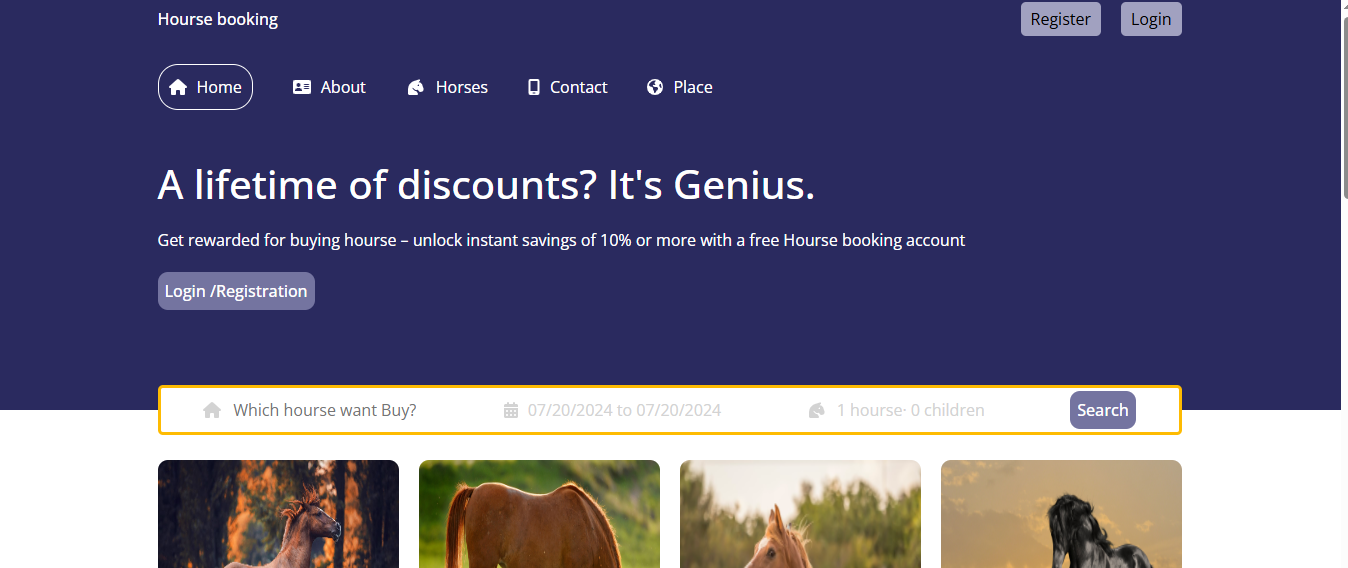 Hourse booking
Register
Login
Home
About
Horses
Contact
Place
A lifetime of discounts? It's Genius.
Get rewarded for buying hourse – unlock instant savings of 10% or more with a free Hourse booking account
Login /Registration
Which hourse want Buy?
07/20/2024 to 07/20/2024
1 hourse· 0 children
Search